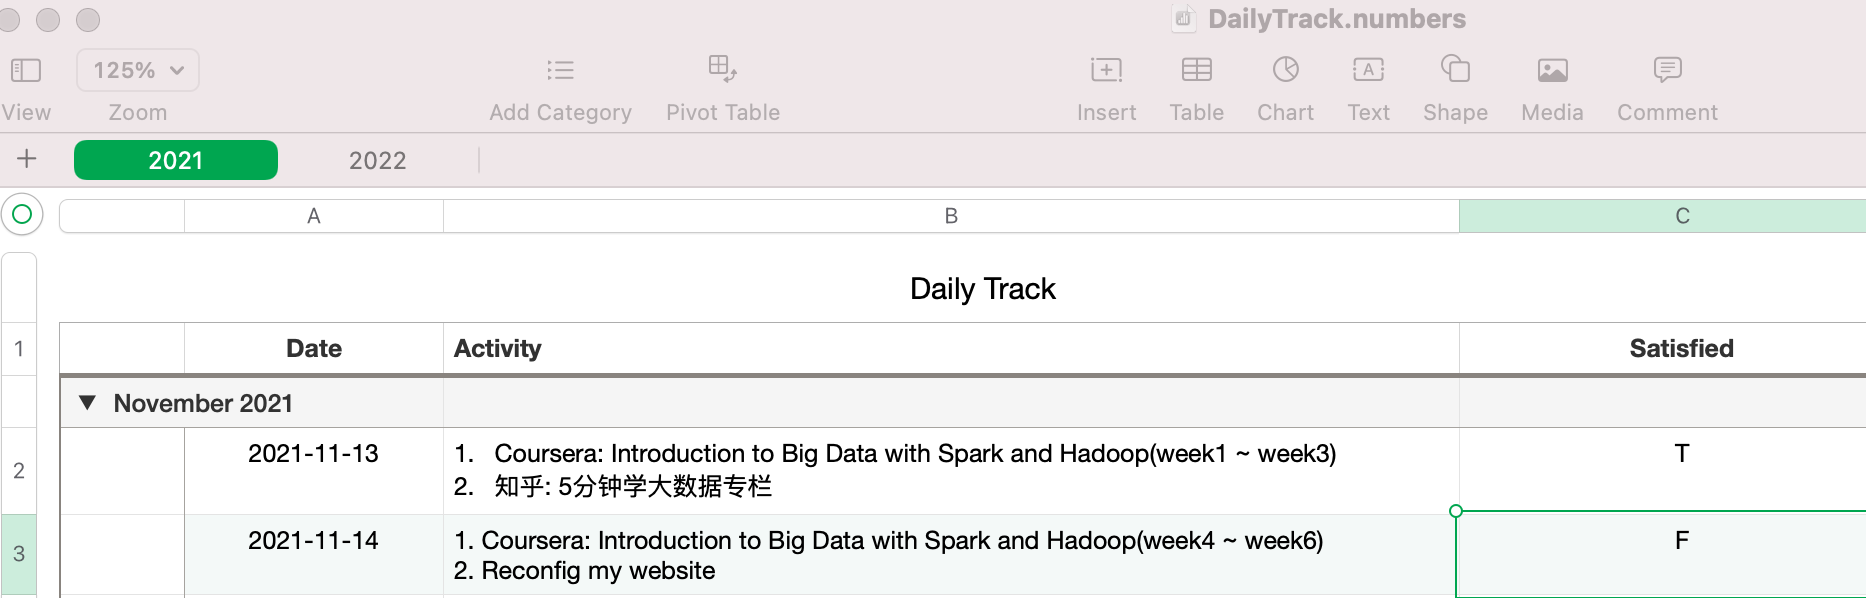 DailyTrack.numbers
125%
View
Zoom
Add Category
Pivot Table
Insert
Table
Chart
Text
Shape
Media
Comment
2021
2022
A
B
C
Daily Track
1
Date
Activity
Satisfied
November 2021
2
2021-11-13
1. Coursera: Introduction to Big Data with Spark and Hadoop(week1 ~ week3)
2. 知乎: 5分钟学大数据专栏
T
3
2021-11-14
1. Coursera: Introduction to Big Data with Spark and Hadoop(week4 ~ week6)
2. Reconfig my website
F